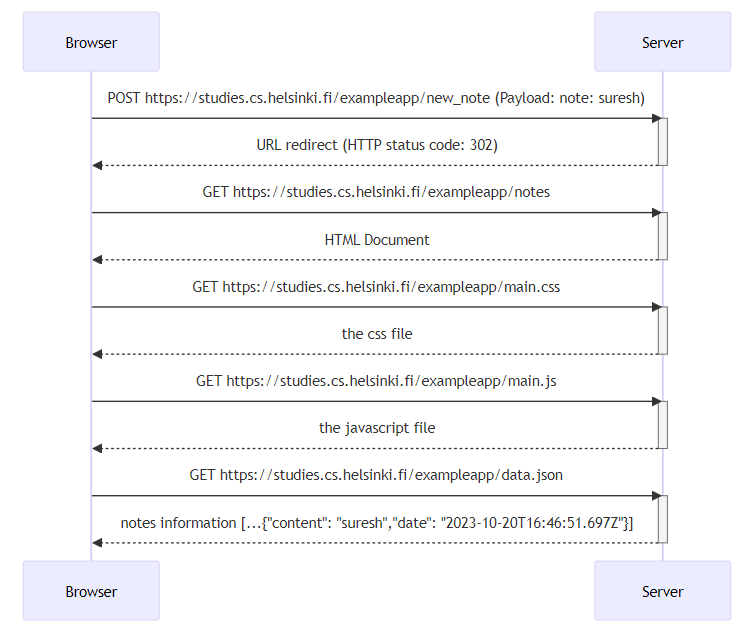 Browser Server
POST https://studies.cs.helsinki.fi/exampleapp/new_note (Payload: note: suresh)
URL redirect (HTTP status code: 302)
GET https://studies.cs.helsinki.fi/exampleapp/notes
HTML Document
GET https://studies.cs.helsinki.fi/exampleapp/main.css
the css file
GET https://studies.cs.helsinki.fi/exampleapp/main.js
the javascript file
GET https://studies.cs.helsinki.fi/exampleapp/data.json
notes information [...{"content": "suresh","date": "2023-10-20T16:46:51.697Z"}]
Browser Server